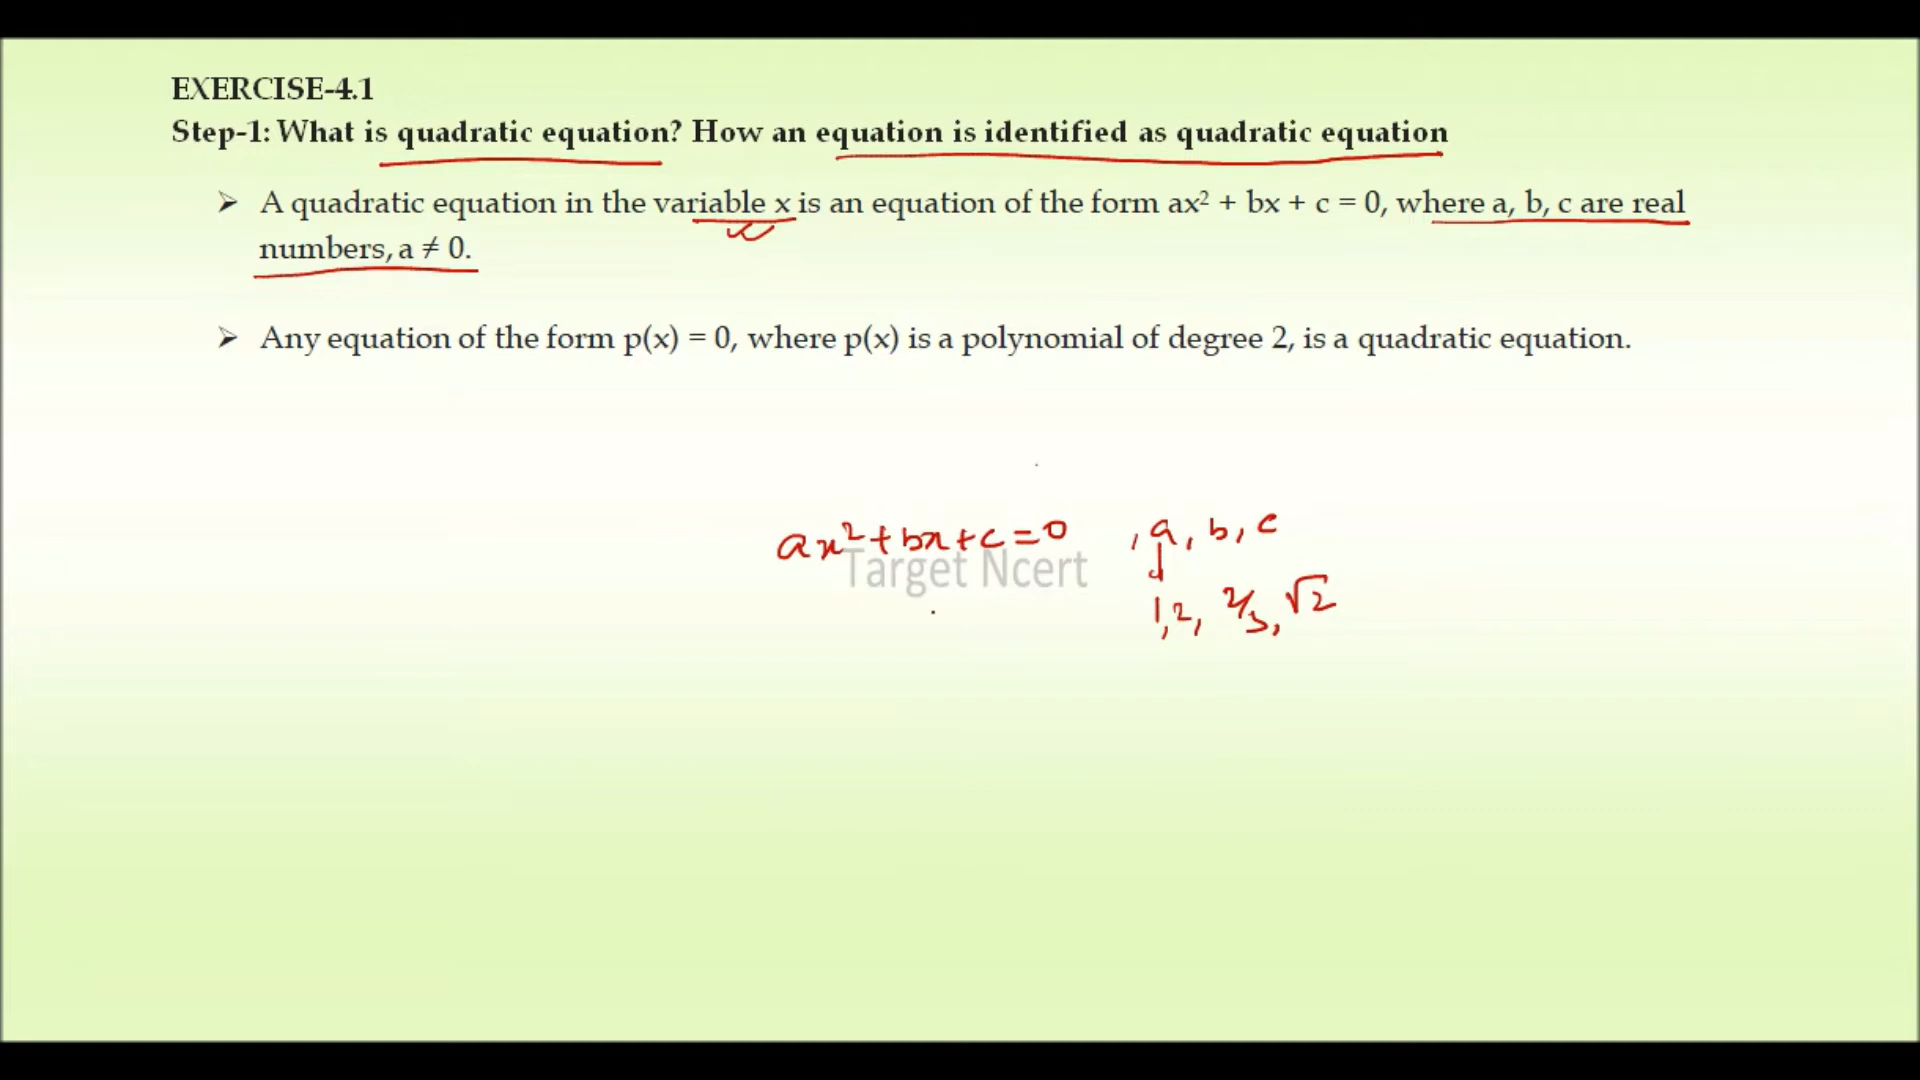 EXERCISE-4.1
Step-1: What is quadratic equation? How an equation is identified as quadratic equation
➢ A quadratic equation in the variable x is an equation of the form ax² + bx + c = 0, where a, b, c are real
numbers, a ≠ 0.
➢ Any equation of the form p(x) = 0, where p(x) is a polynomial of degree 2, is a quadratic equation.
ax²+bx+c=0 , a, b, c
Target Ncert
1, 2, 2/3, √2